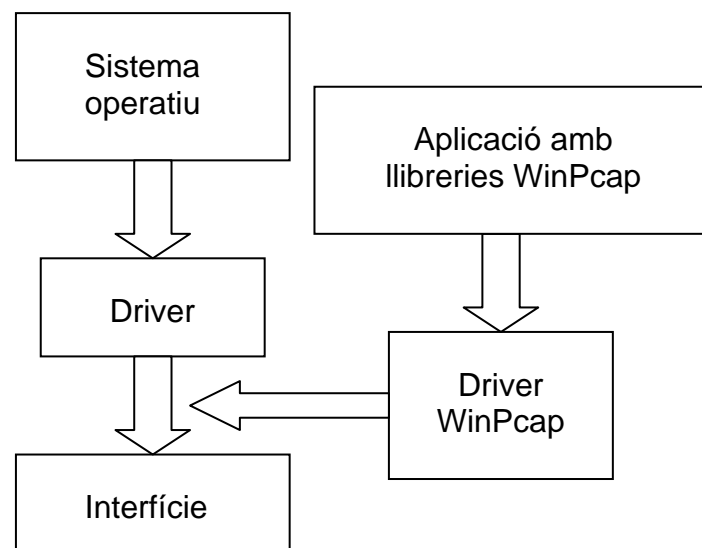 Sistema
operatiu
Aplicació amb
llibreries WinPcap
Driver
Driver
WinPcap
Interfície